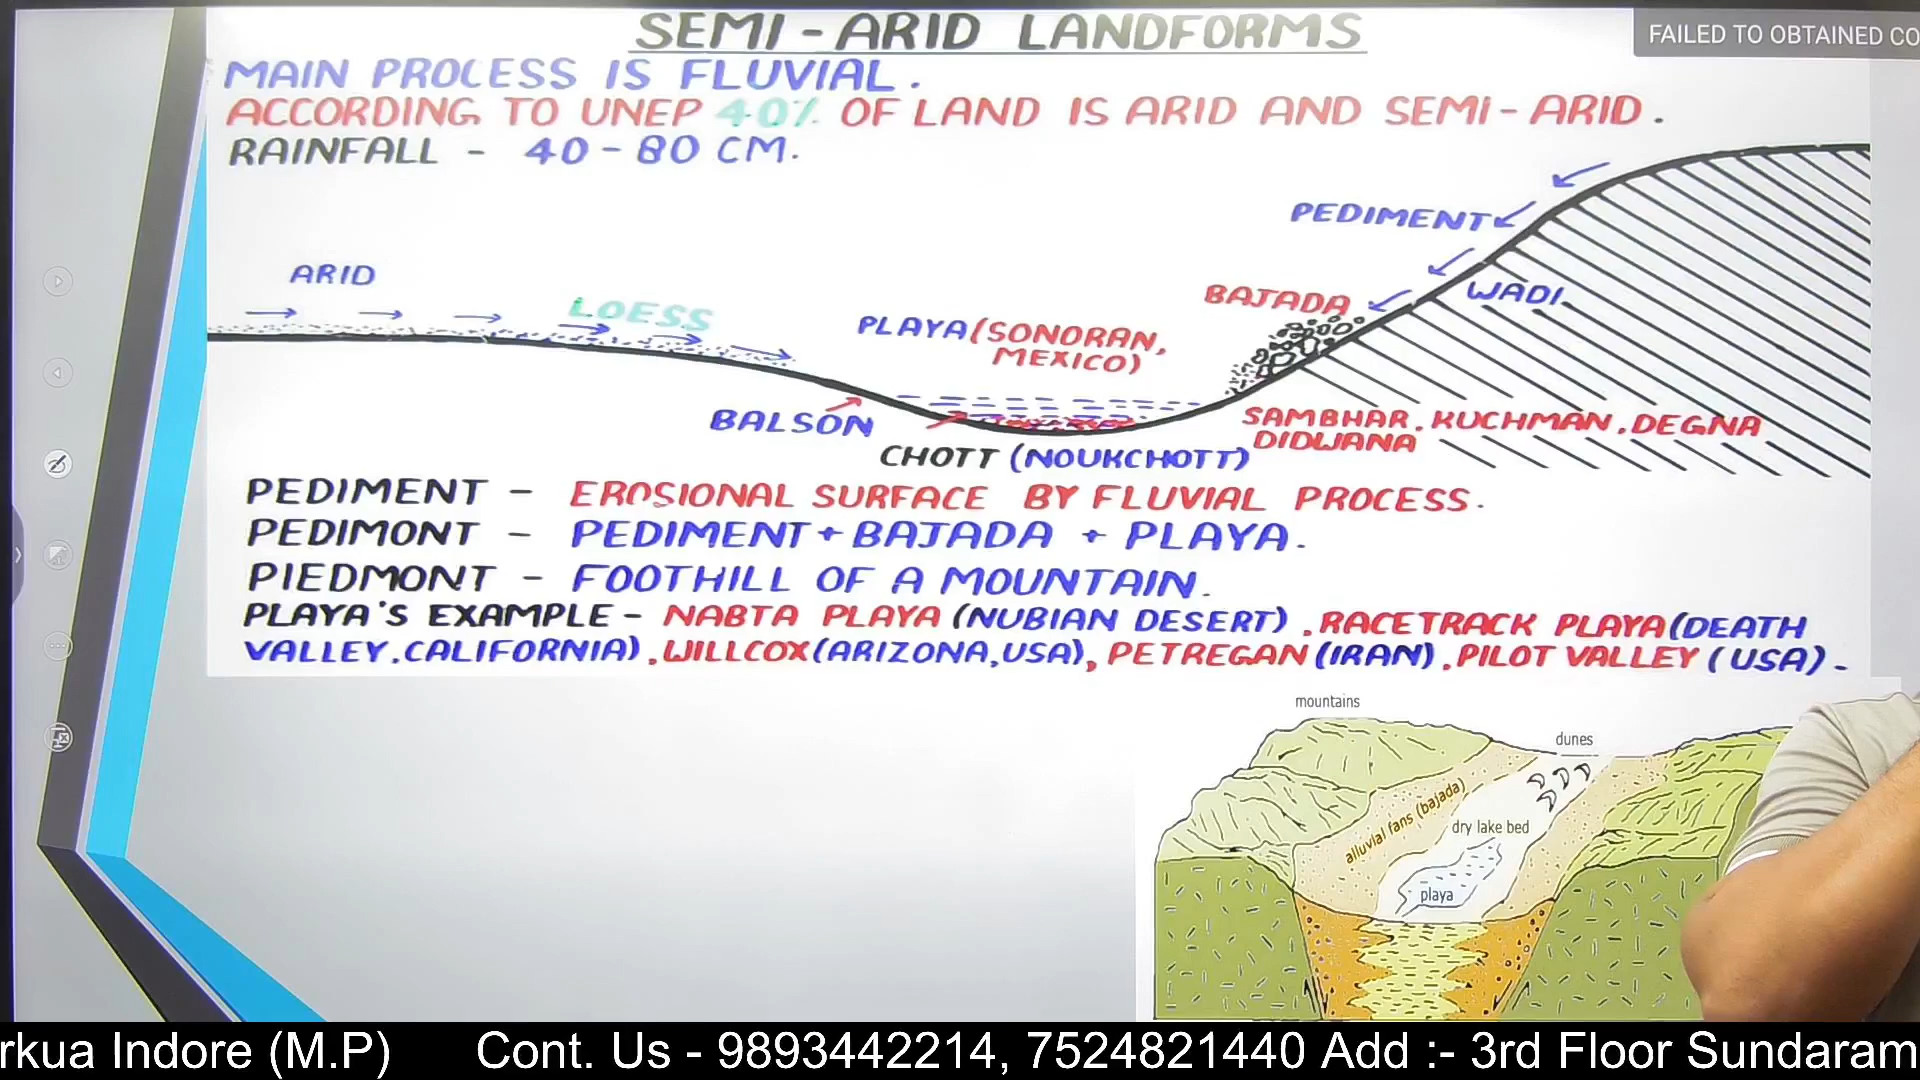 SEMI-ARID LANDFORMS
FAILED TO OBTAINED CO
MAIN PROCESS IS FLUVIAL.
ACCORDING TO UNEP 40% OF LAND IS ARID AND SEMI-ARID.
RAINFALL - 40-80 CM.
PEDIMENT
ARID
LOESS
BAJADA
WADI
PLAYA (SONORAN,
MEXICO)
BALSON
SAMBHAR, KUCHMAN, DEGNA
DIDWANA
CHOTT (NOUKCHOTT)
PEDIMENT - EROSIONAL SURFACE BY FLUVIAL PROCESS.
PEDIMONT - PEDIMENT + BAJADA + PLAYA.
PIEDMONT - FOOTHILL OF A MOUNTAIN.
PLAYA'S EXAMPLE - NABTA PLAYA (NUBIAN DESERT), RACETRACK PLAYA (DEATH
VALLEY, CALIFORNIA), WILLCOX (ARIZONA, USA), PETREGAN (IRAN), PILOT VALLEY (USA) -
mountains
dunes
alluvial fans (bajada)
dry lake bed
playa
rkua Indore (M.P) Cont. Us - 9893442214, 7524821440 Add :- 3rd Floor Sundaram